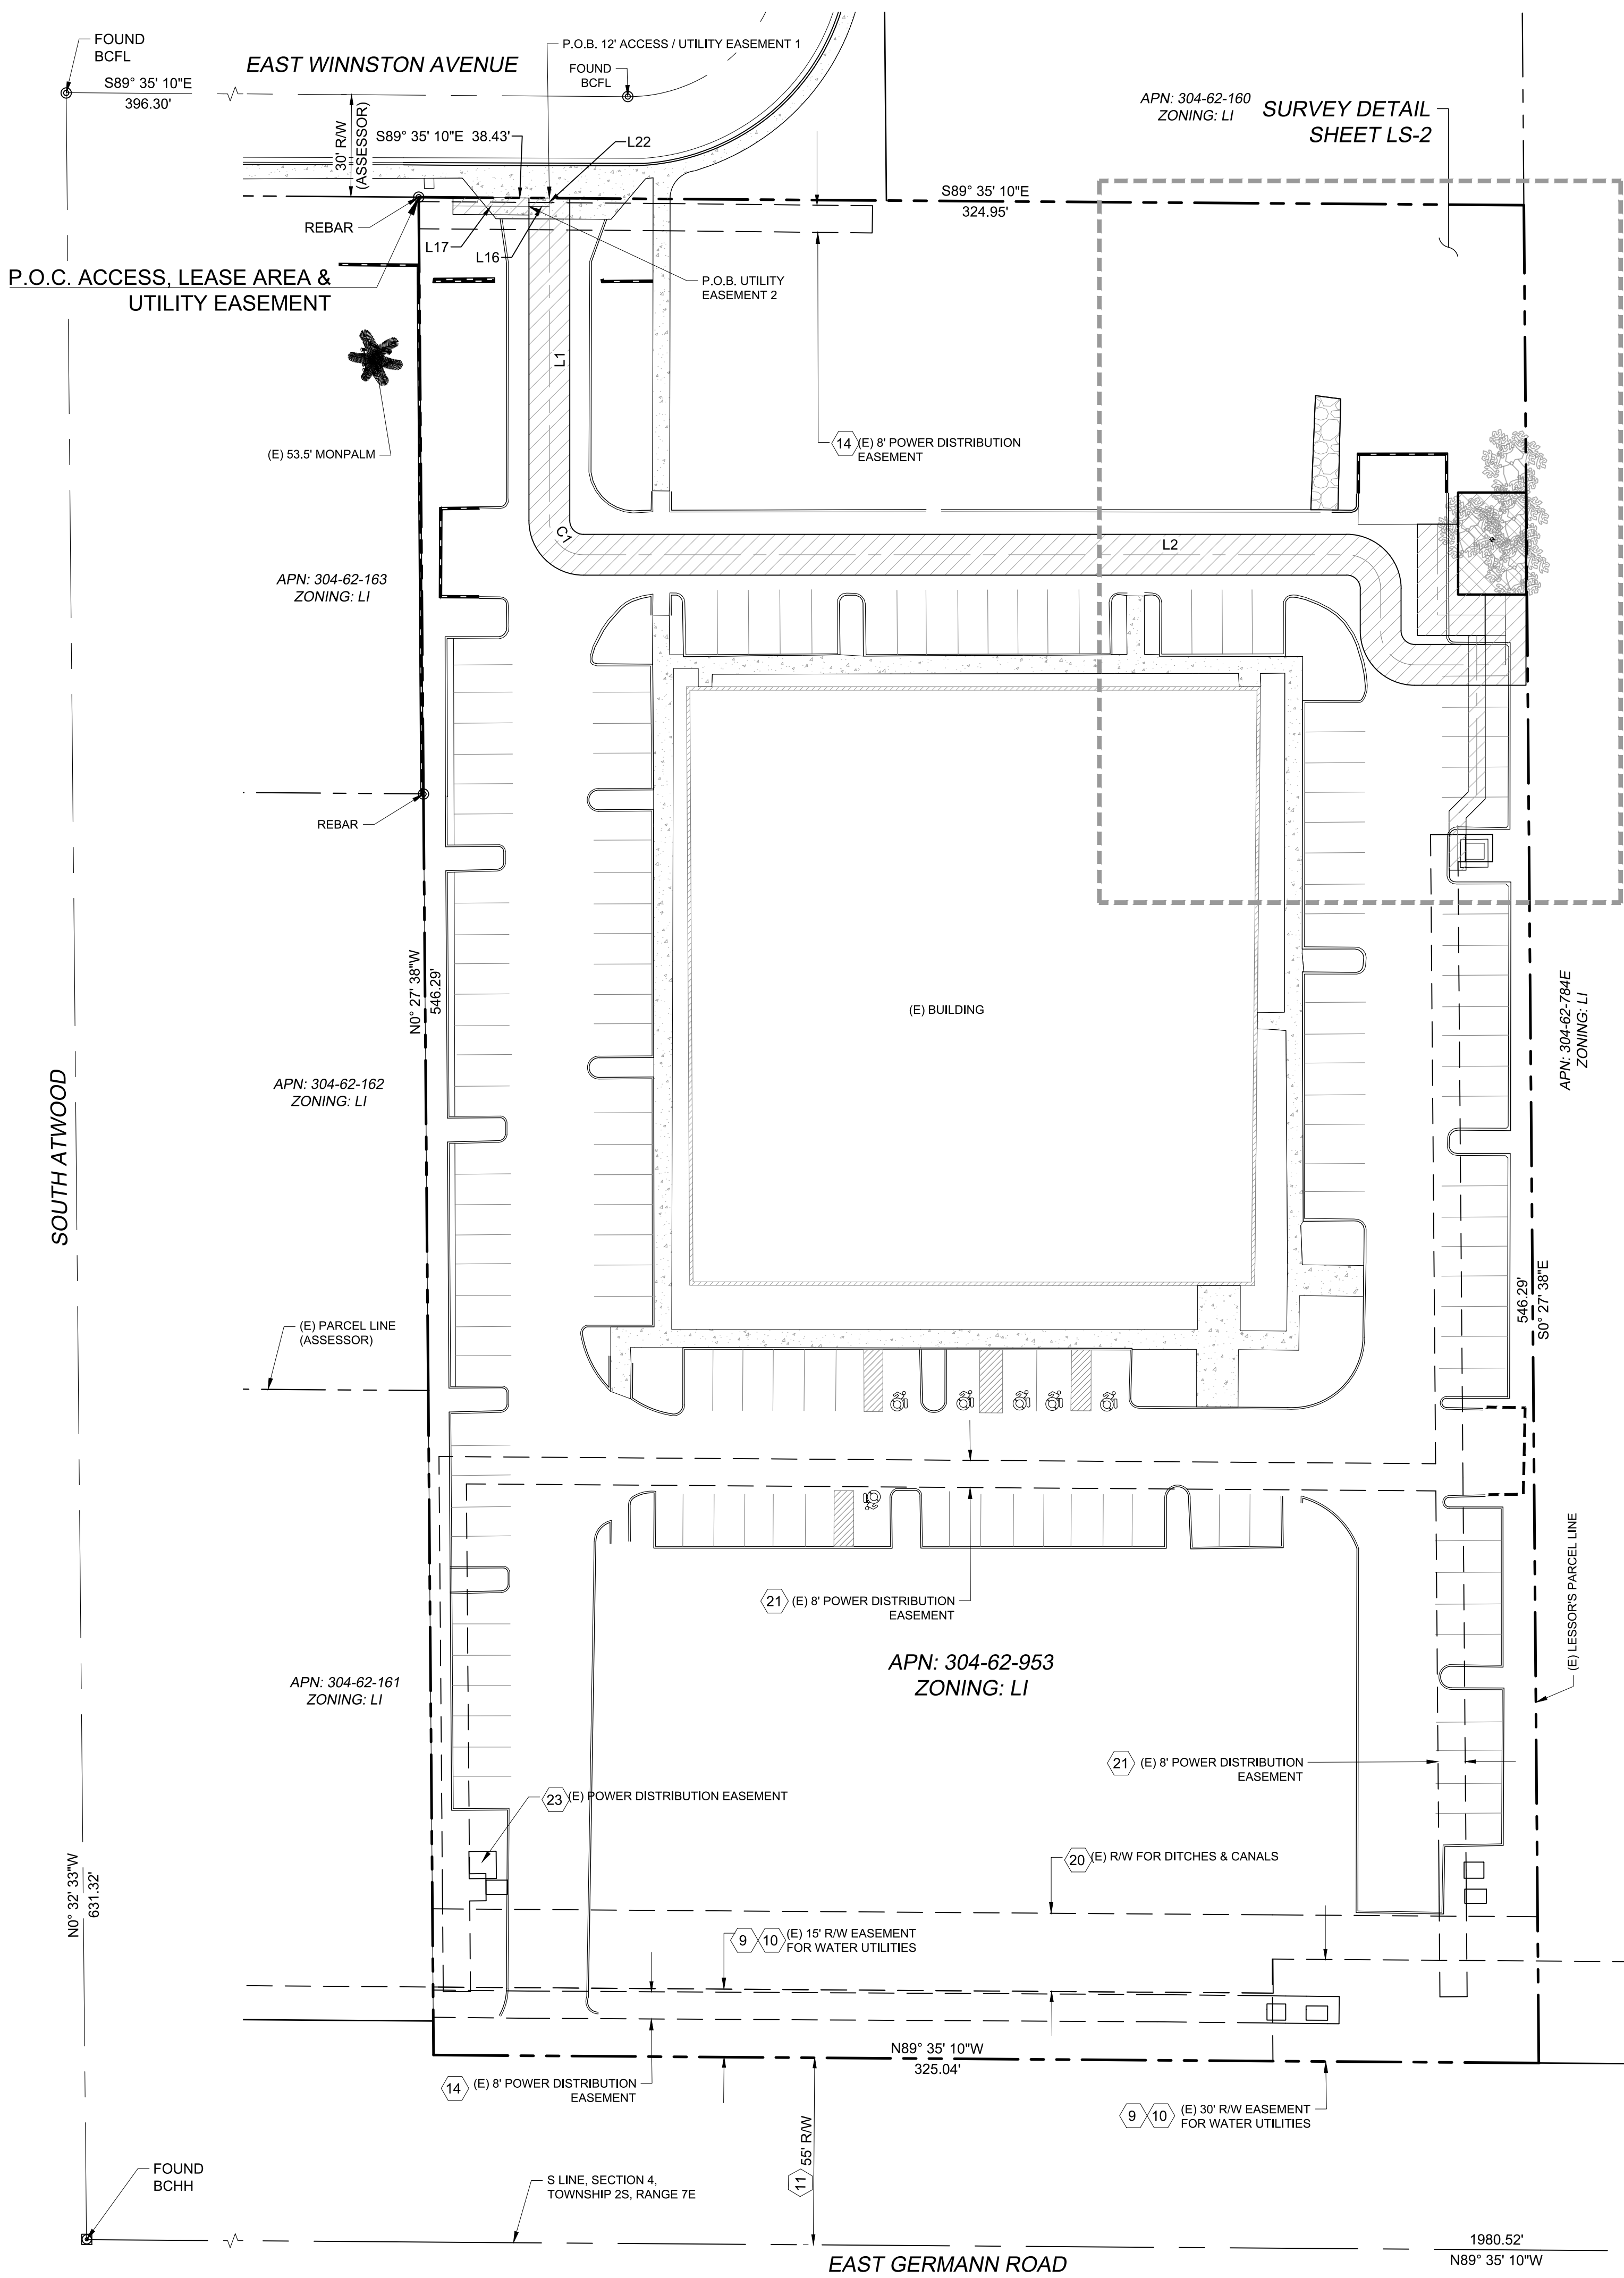 FOUND
BCFL
EAST WINNSTON AVENUE
P.O.B. 12' ACCESS / UTILITY EASEMENT 1
FOUND
BCFL
S89° 35' 10"E
396.30'
30' R/W
(ASSESSOR)
S89° 35' 10"E 38.43'
L22
APN: 304-62-160
ZONING: LI
SURVEY DETAIL
SHEET LS-2
S89° 35' 10"E
324.95'
REBAR
L17
L16
P.O.C. ACCESS, LEASE AREA &
UTILITY EASEMENT
P.O.B. UTILITY
EASEMENT 2
L1
(E) 53.5' MONPALM
14 (E) 8' POWER DISTRIBUTION
EASEMENT
C1
L2
APN: 304-62-163
ZONING: LI
REBAR
N0° 27' 38"W
546.29'
(E) BUILDING
APN: 304-62-784E
ZONING: LI
APN: 304-62-162
ZONING: LI
SOUTH ATWOOD
546.29'
S0° 27' 38"E
(E) PARCEL LINE
(ASSESSOR)
21 (E) 8' POWER DISTRIBUTION
EASEMENT
(E) LESSOR'S PARCEL LINE
APN: 304-62-953
ZONING: LI
APN: 304-62-161
ZONING: LI
21 (E) 8' POWER DISTRIBUTION
EASEMENT
23 (E) POWER DISTRIBUTION EASEMENT
20 (E) R/W FOR DITCHES & CANALS
N0° 32' 33"W
631.32'
9 10 (E) 15' R/W EASEMENT
FOR WATER UTILITIES
N89° 35' 10"W
325.04'
14 (E) 8' POWER DISTRIBUTION
EASEMENT
9 10 (E) 30' R/W EASEMENT
FOR WATER UTILITIES
11 55' R/W
FOUND
BCHH
S LINE, SECTION 4,
TOWNSHIP 2S, RANGE 7E
EAST GERMANN ROAD
1980.52'
N89° 35' 10"W